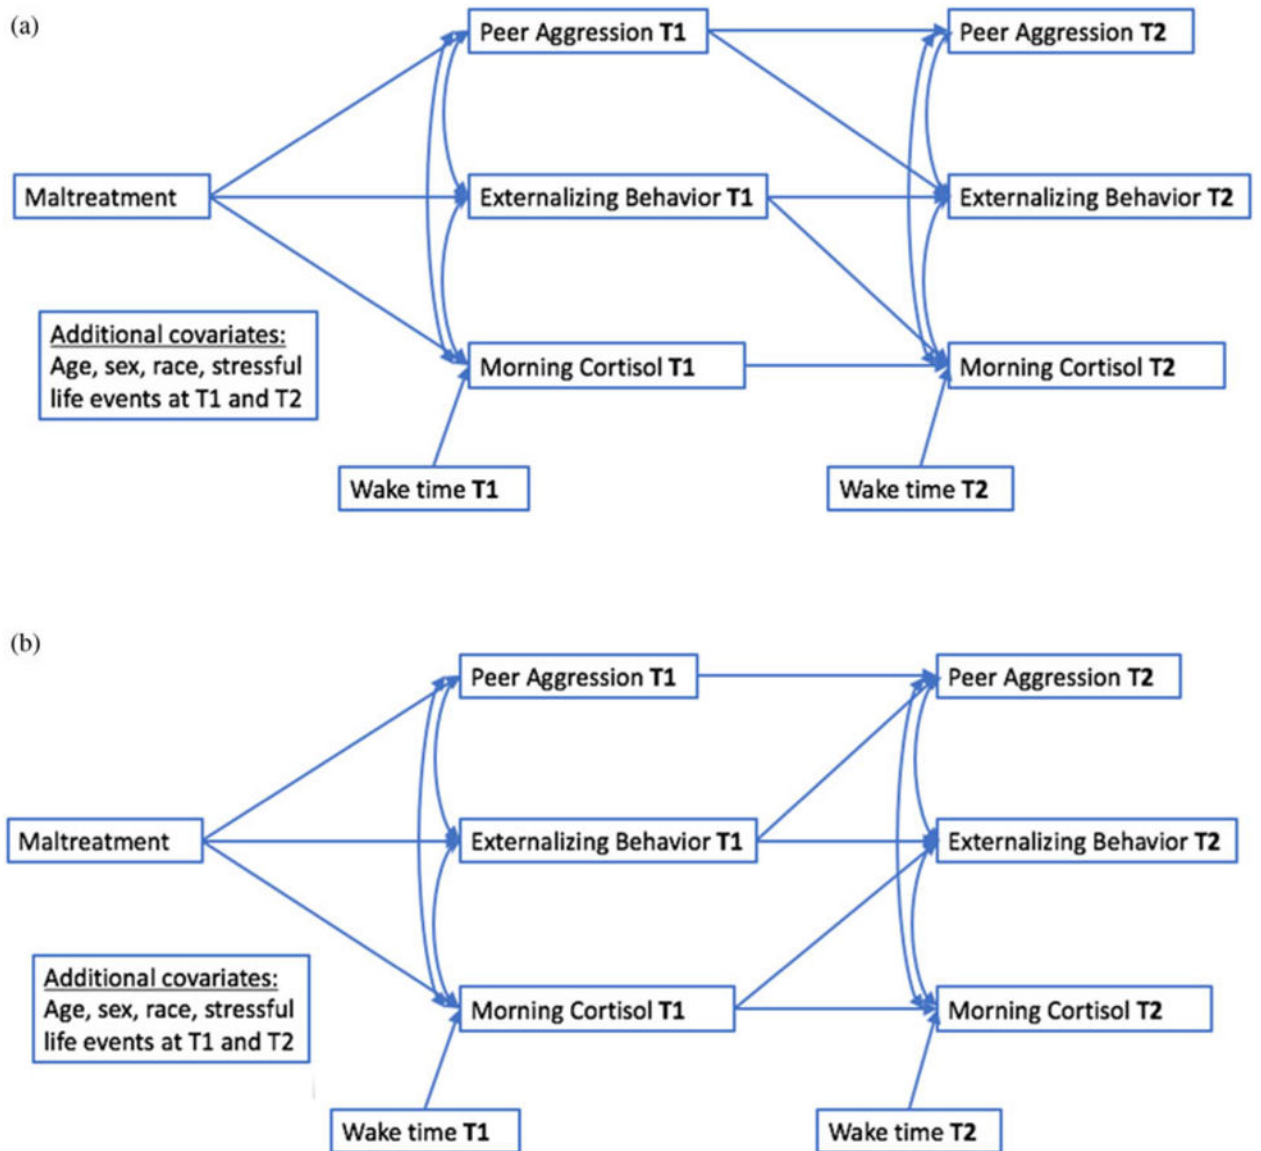 (a)
Peer Aggression T1
Peer Aggression T2
Maltreatment
Externalizing Behavior T1
Externalizing Behavior T2
Additional covariates:
Age, sex, race, stressful
life events at T1 and T2
Morning Cortisol T1
Morning Cortisol T2
Wake time T1
Wake time T2
(b)
Peer Aggression T1
Peer Aggression T2
Maltreatment
Externalizing Behavior T1
Externalizing Behavior T2
Additional covariates:
Age, sex, race, stressful
life events at T1 and T2
Morning Cortisol T1
Morning Cortisol T2
Wake time T1
Wake time T2